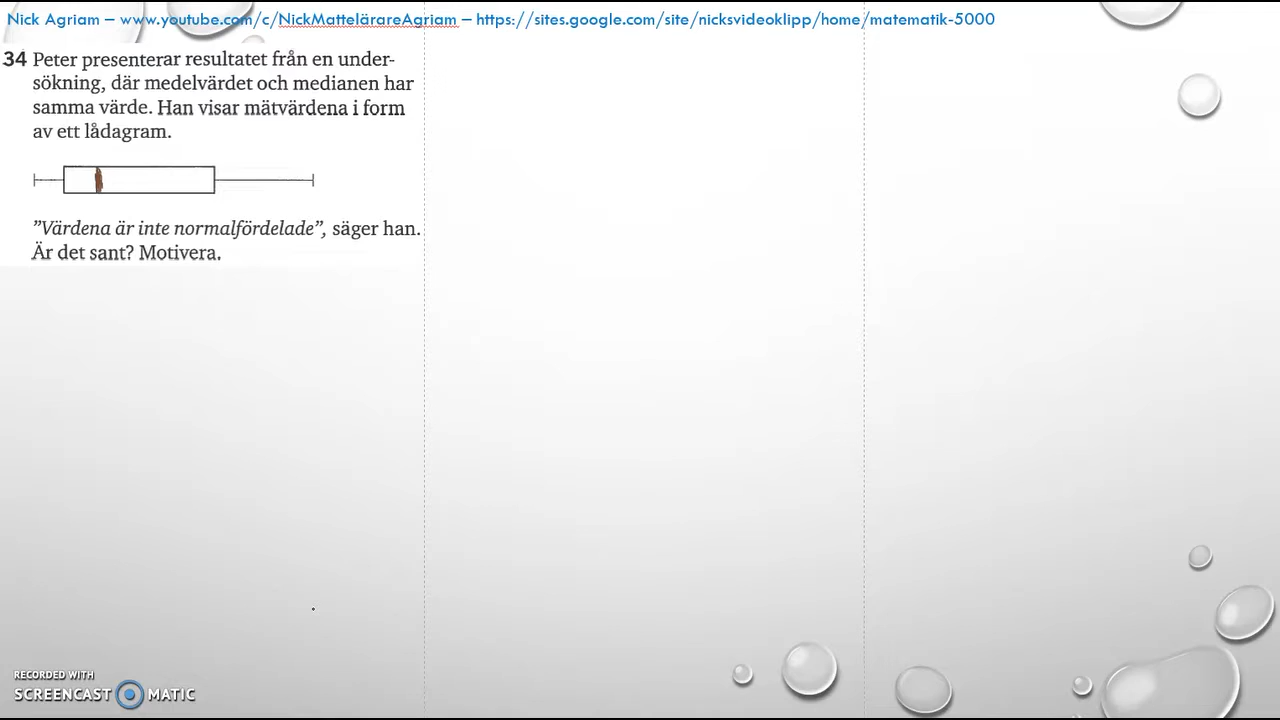 Nick Agriam – www.youtube.com/c/NickMattelärareAgriam – https://sites.google.com/site/nicksvideoklipp/home/matematik-5000
34 Peter presenterar resultatet från en under-
sökning, där medelvärdet och medianen har
samma värde. Han visar mätvärdena i form
av ett lådagram.
”Värdena är inte normalfördelade”, säger han.
Är det sant? Motivera.
RECORDED WITH
SCREENCAST MATIC